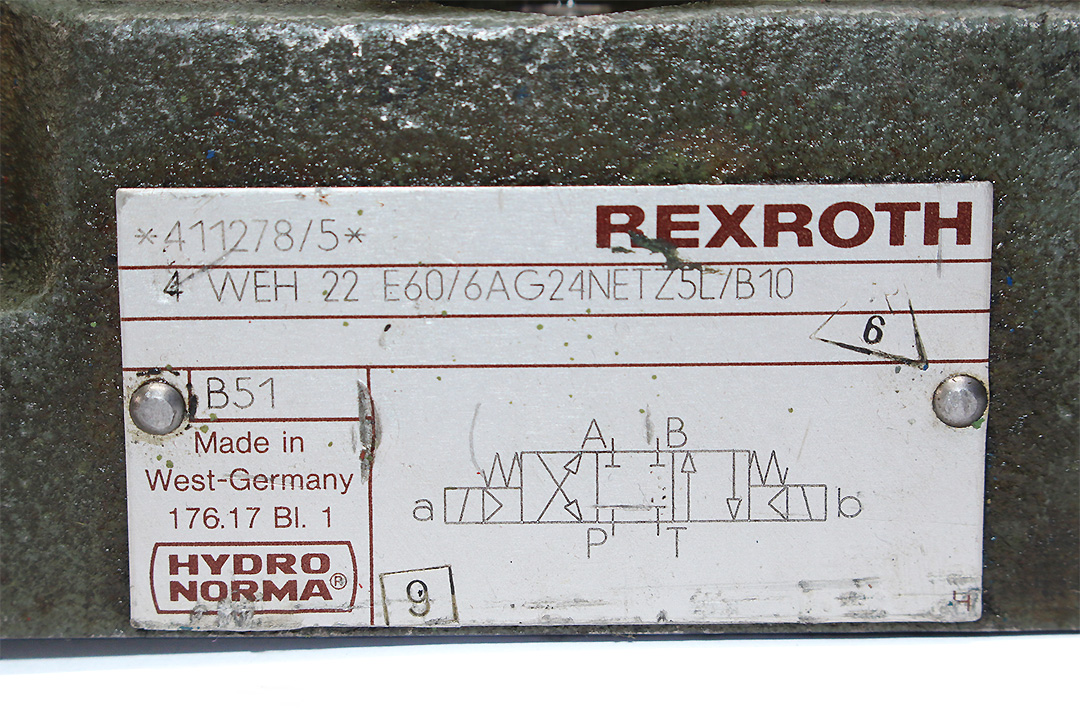 *411278/5*
REXROTH
4 WEH 22 E60/6AG24NETZ5L/B10
6
B51
Made in
West-Germany
176.17 Bl. 1
HYDRO
NORMA®
A B
a b
P T
9
H